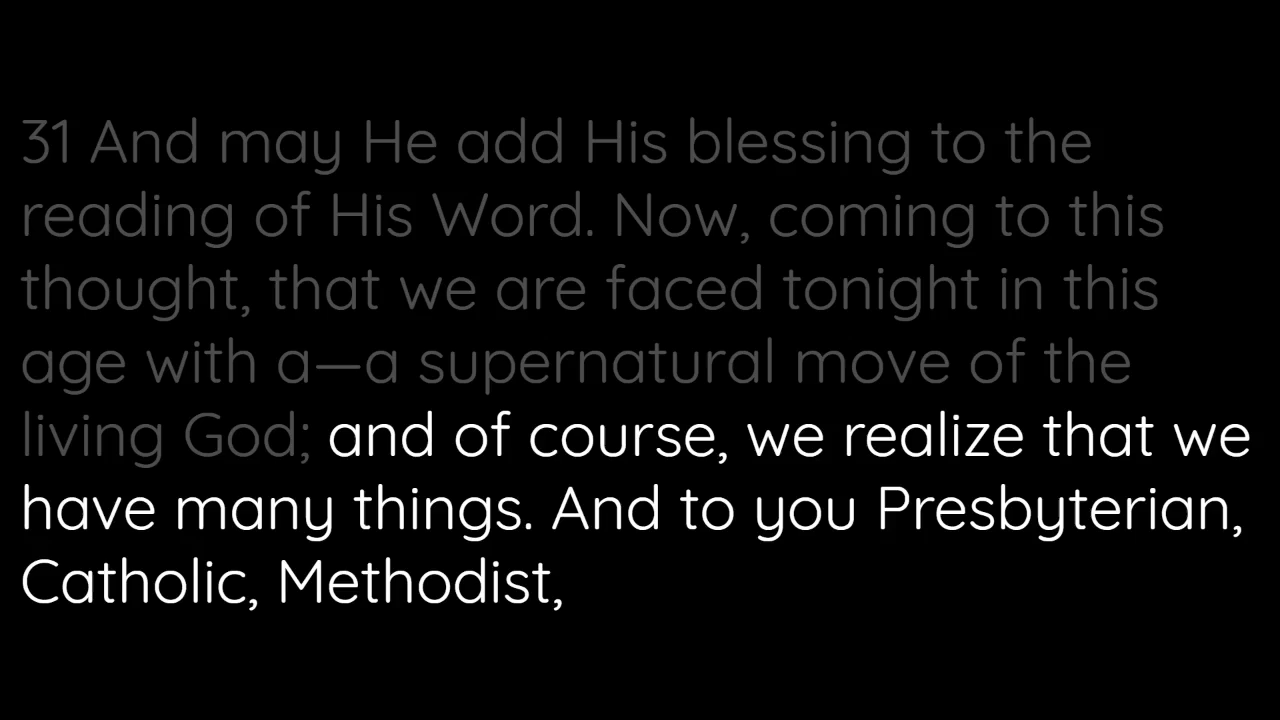 31 And may He add His blessing to the
reading of His Word. Now, coming to this
thought, that we are faced tonight in this
age with a—a supernatural move of the
living God; and of course, we realize that we
have many things. And to you Presbyterian,
Catholic, Methodist,